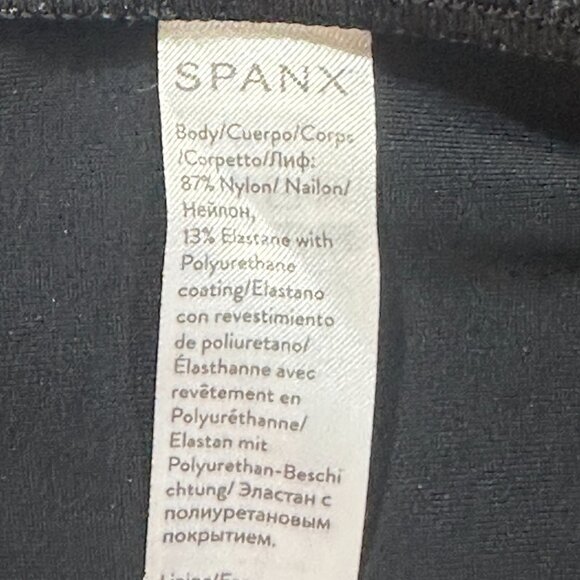 SPANX
Body/Cuerpo/Corps
/Corpetto/Лиф:
87% Nylon/ Nailon/
Нейлон,
13% Elastane with
Polyurethane
coating/Elastano
con revestimiento
de poliuretano/
Élasthanne avec
revêtement en
Polyuréthanne/
Elastan mit
Polyurethan-Beschi
chtung/ Эластан с
полиуретановым
покрытием.